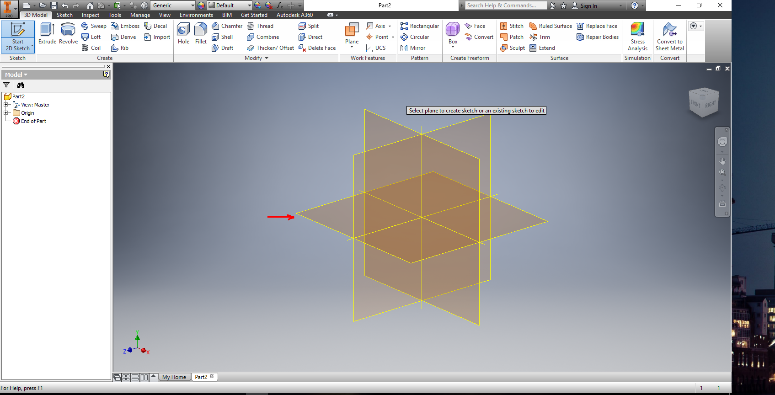 Generic
Default
Part2
Search Help & Commands...
Sign In
3D Model Sketch Inspect Tools Manage View Environments BIM Get Started Autodesk A360
Start
2D Sketch
Extrude
Revolve
Sweep
Loft
Coil
Emboss
Derive
Rib
Decal
Import
Hole
Fillet
Chamfer
Shell
Draft
Thread
Combine
Thicken/ Offset
Split
Direct
Delete Face
Plane
Axis
Point
UCS
Rectangular
Circular
Mirror
Box
Face
Convert
Stitch
Patch
Sculpt
Ruled Surface
Trim
Extend
Replace Face
Repair Bodies
Stress
Analysis
Convert to
Sheet Metal
Sketch Create Modify Work Features Pattern Create Freeform Surface Simulation Convert
Model
Part2
View: Master
Origin
End of Part
Select plane to create sketch or an existing sketch to edit
Z
X
My Home
Part2
For Help, press F1
1 1